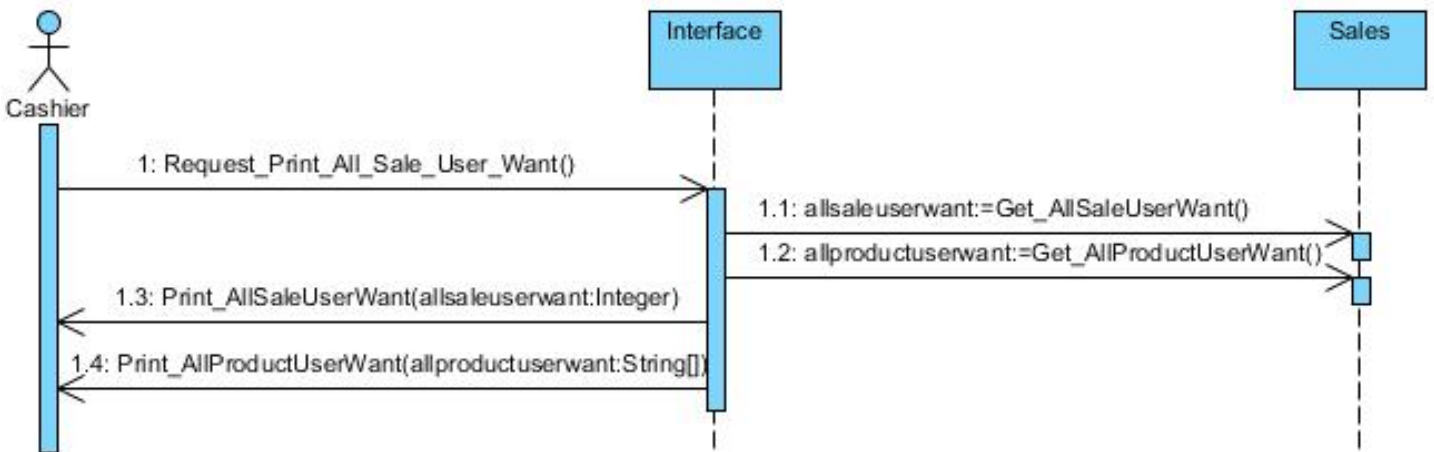 Interface
Sales
Cashier
1: Request_Print_All_Sale_User_Want()
1.1: allsaleuserwant:=Get_AllSaleUserWant()
1.2: allproductuserwant:=Get_AllProductUserWant()
1.3: Print_AllSaleUserWant(allsaleuserwant:Integer)
1.4: Print_AllProductUserWant(allproductuserwant:String[])